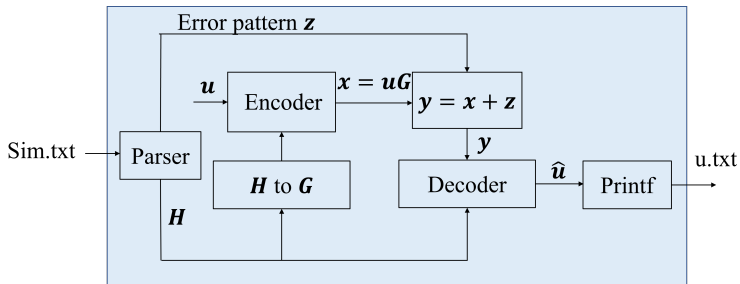 Error pattern z
u
Encoder
x = uG
y = x + z
Sim.txt
Parser
y
H to G
Decoder
û
Printf
u.txt
H